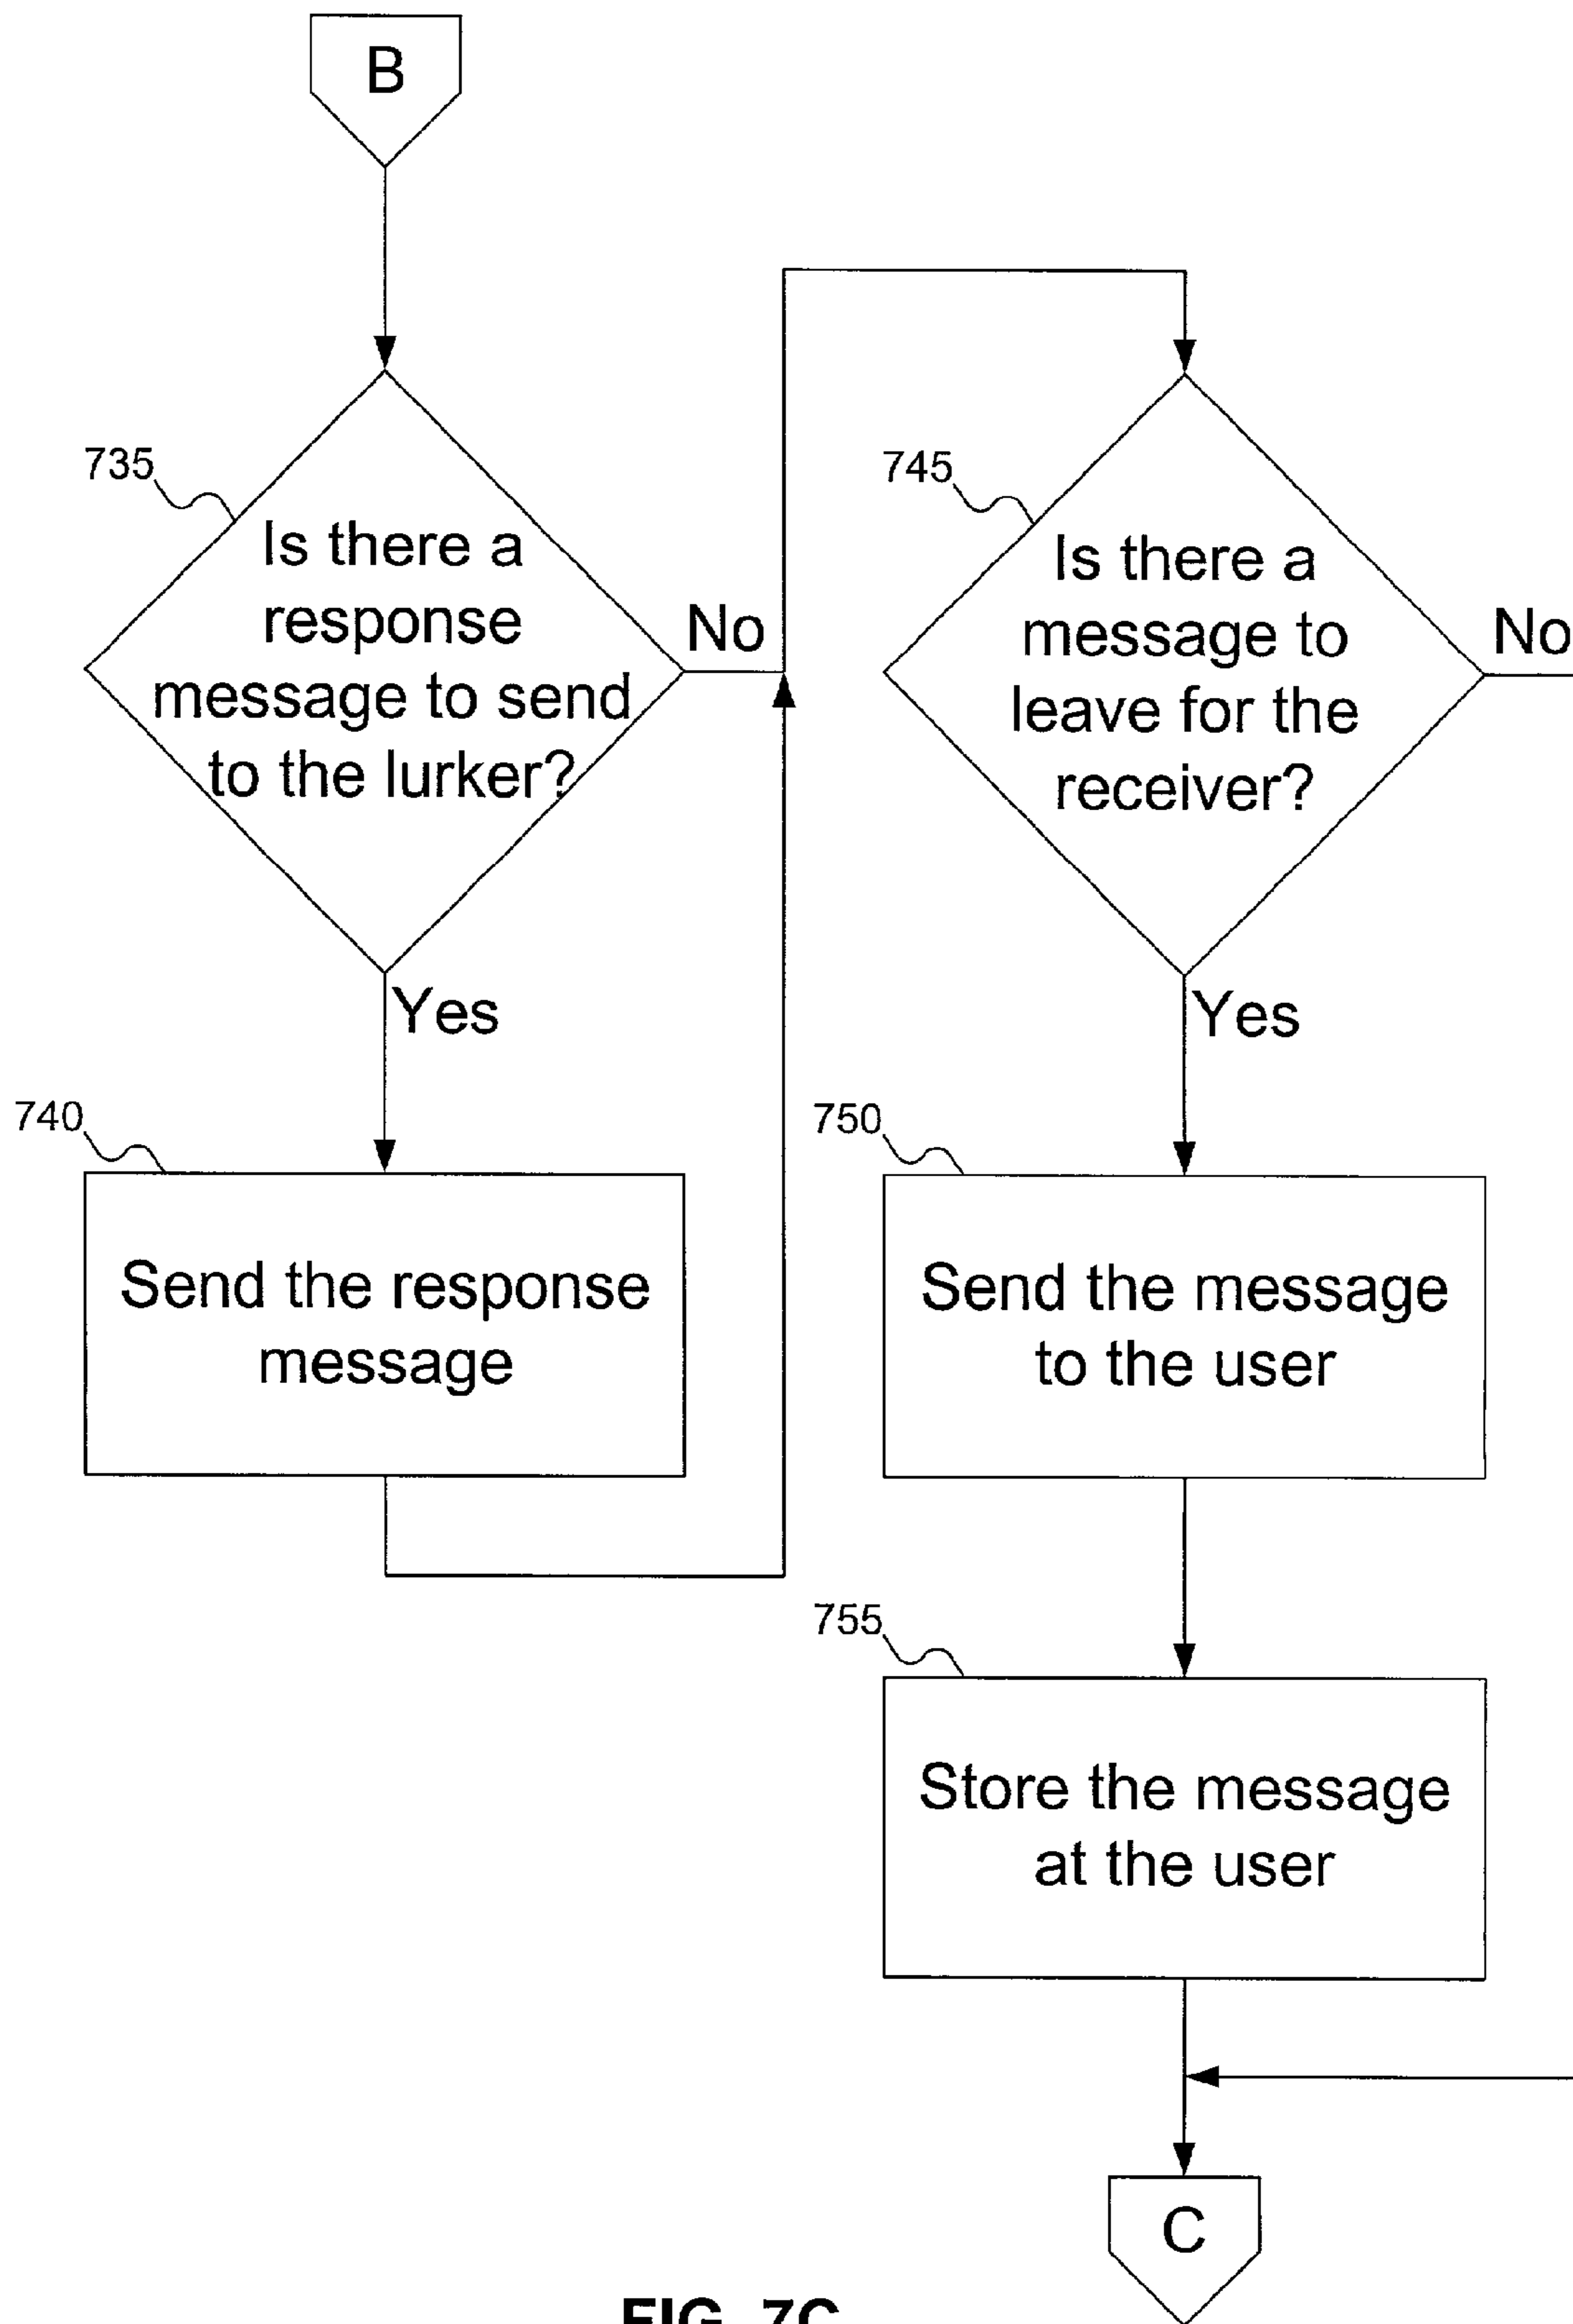 B
735
Is there a
response
message to send
to the lurker?
No
Yes
740
Send the response
message
745
Is there a
message to
leave for the
receiver?
No
Yes
750
Send the message
to the user
755
Store the message
at the user
C
FIG. 7C